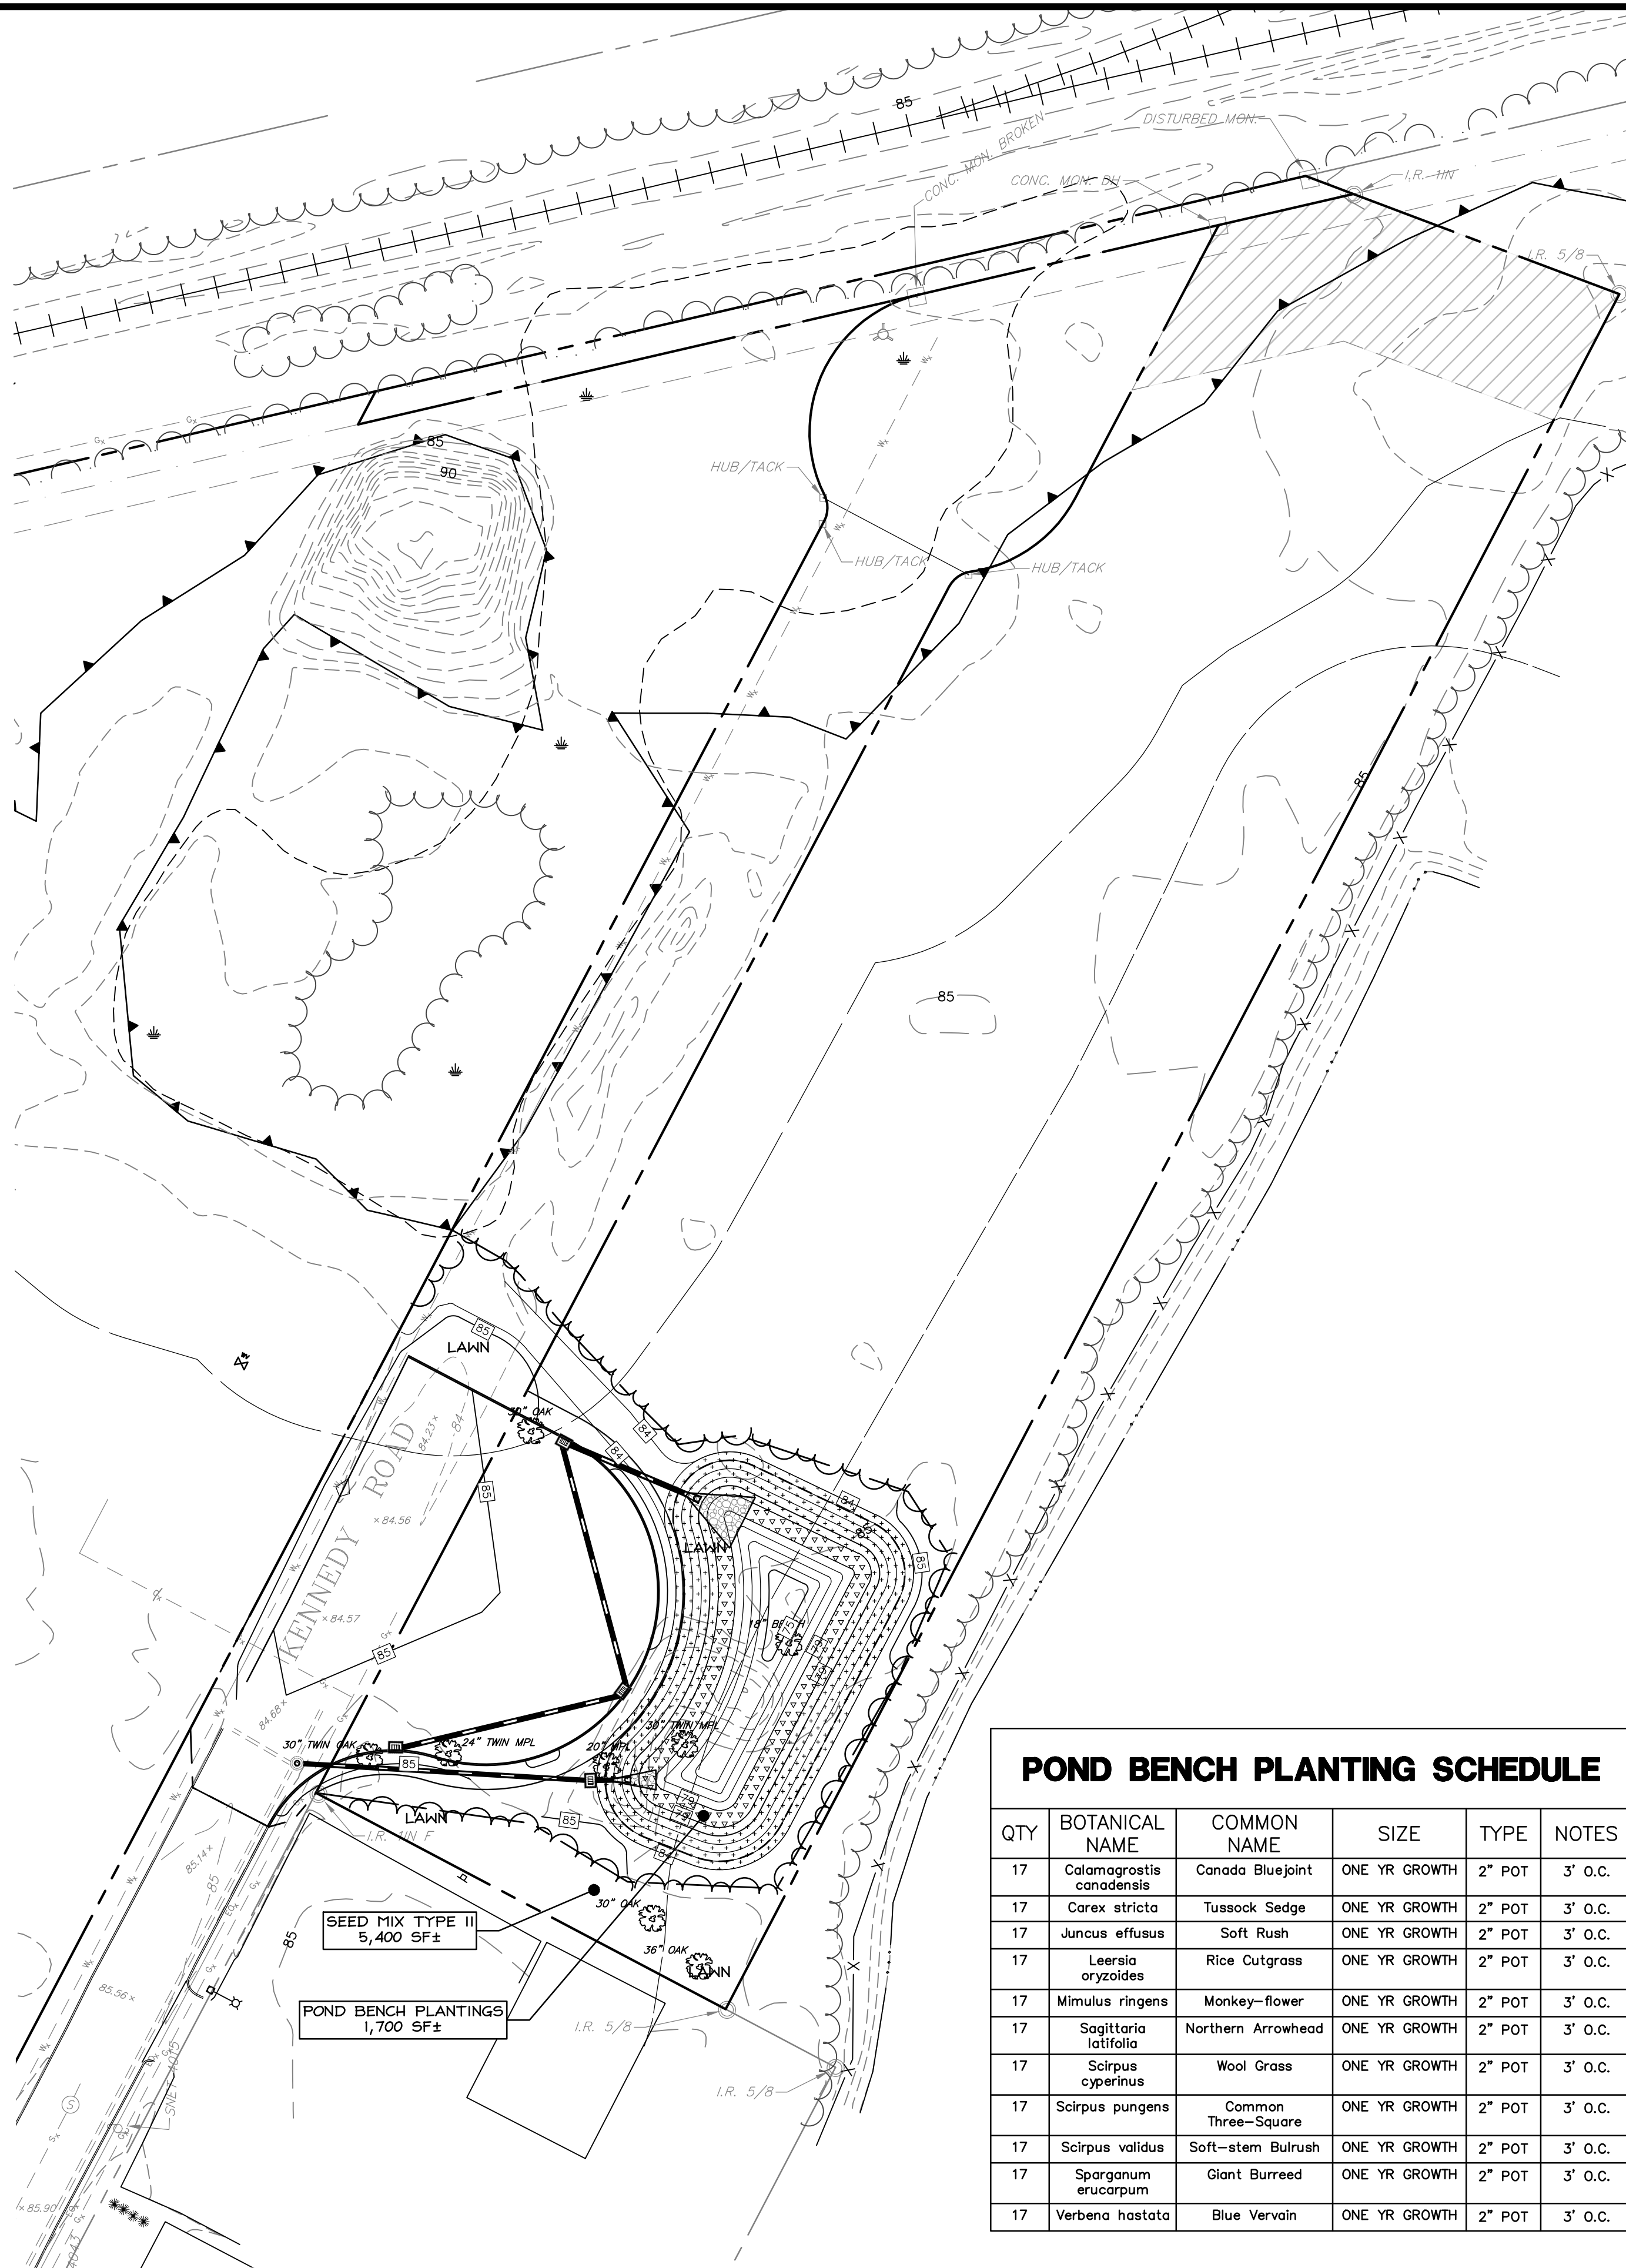 85
CONC. MON. BROKEN
DISTURBED MON.
CONC. MON. DH
I.R. 1IN
I.R. 5/8
85
90
HUB/TACK
HUB/TACK
HUB/TACK
85
85
85
LAWN
30" OAK
84
84
KENNEDY ROAD
84.23×
84
85
×84.56
84
85
LAWN
85
18" BEECH
75
79
79
×84.57
85
84.68×
30" TWIN MPL
30" TWIN OAK
24" TWIN MPL
20" MPL
85
79
79
LAWN
85
I.R. 1IN F
84
85.14×
85
30" OAK
SEED MIX TYPE II
5,400 SF±
85
36" OAK
LAWN
85.56×
POND BENCH PLANTINGS
1,700 SF±
I.R. 5/8
I.R. 5/8
S
SNET 4015
×85.90
4043
POND BENCH PLANTING SCHEDULE
QTY BOTANICAL NAME COMMON NAME SIZE TYPE NOTES
17 Calamagrostis canadensis Canada Bluejoint ONE YR GROWTH 2" POT 3' O.C.
17 Carex stricta Tussock Sedge ONE YR GROWTH 2" POT 3' O.C.
17 Juncus effusus Soft Rush ONE YR GROWTH 2" POT 3' O.C.
17 Leersia oryzoides Rice Cutgrass ONE YR GROWTH 2" POT 3' O.C.
17 Mimulus ringens Monkey-flower ONE YR GROWTH 2" POT 3' O.C.
17 Sagittaria latifolia Northern Arrowhead ONE YR GROWTH 2" POT 3' O.C.
17 Scirpus cyperinus Wool Grass ONE YR GROWTH 2" POT 3' O.C.
17 Scirpus pungens Common Three-Square ONE YR GROWTH 2" POT 3' O.C.
17 Scirpus validus Soft-stem Bulrush ONE YR GROWTH 2" POT 3' O.C.
17 Sparganum erucarpum Giant Burreed ONE YR GROWTH 2" POT 3' O.C.
17 Verbena hastata Blue Vervain ONE YR GROWTH 2" POT 3' O.C.